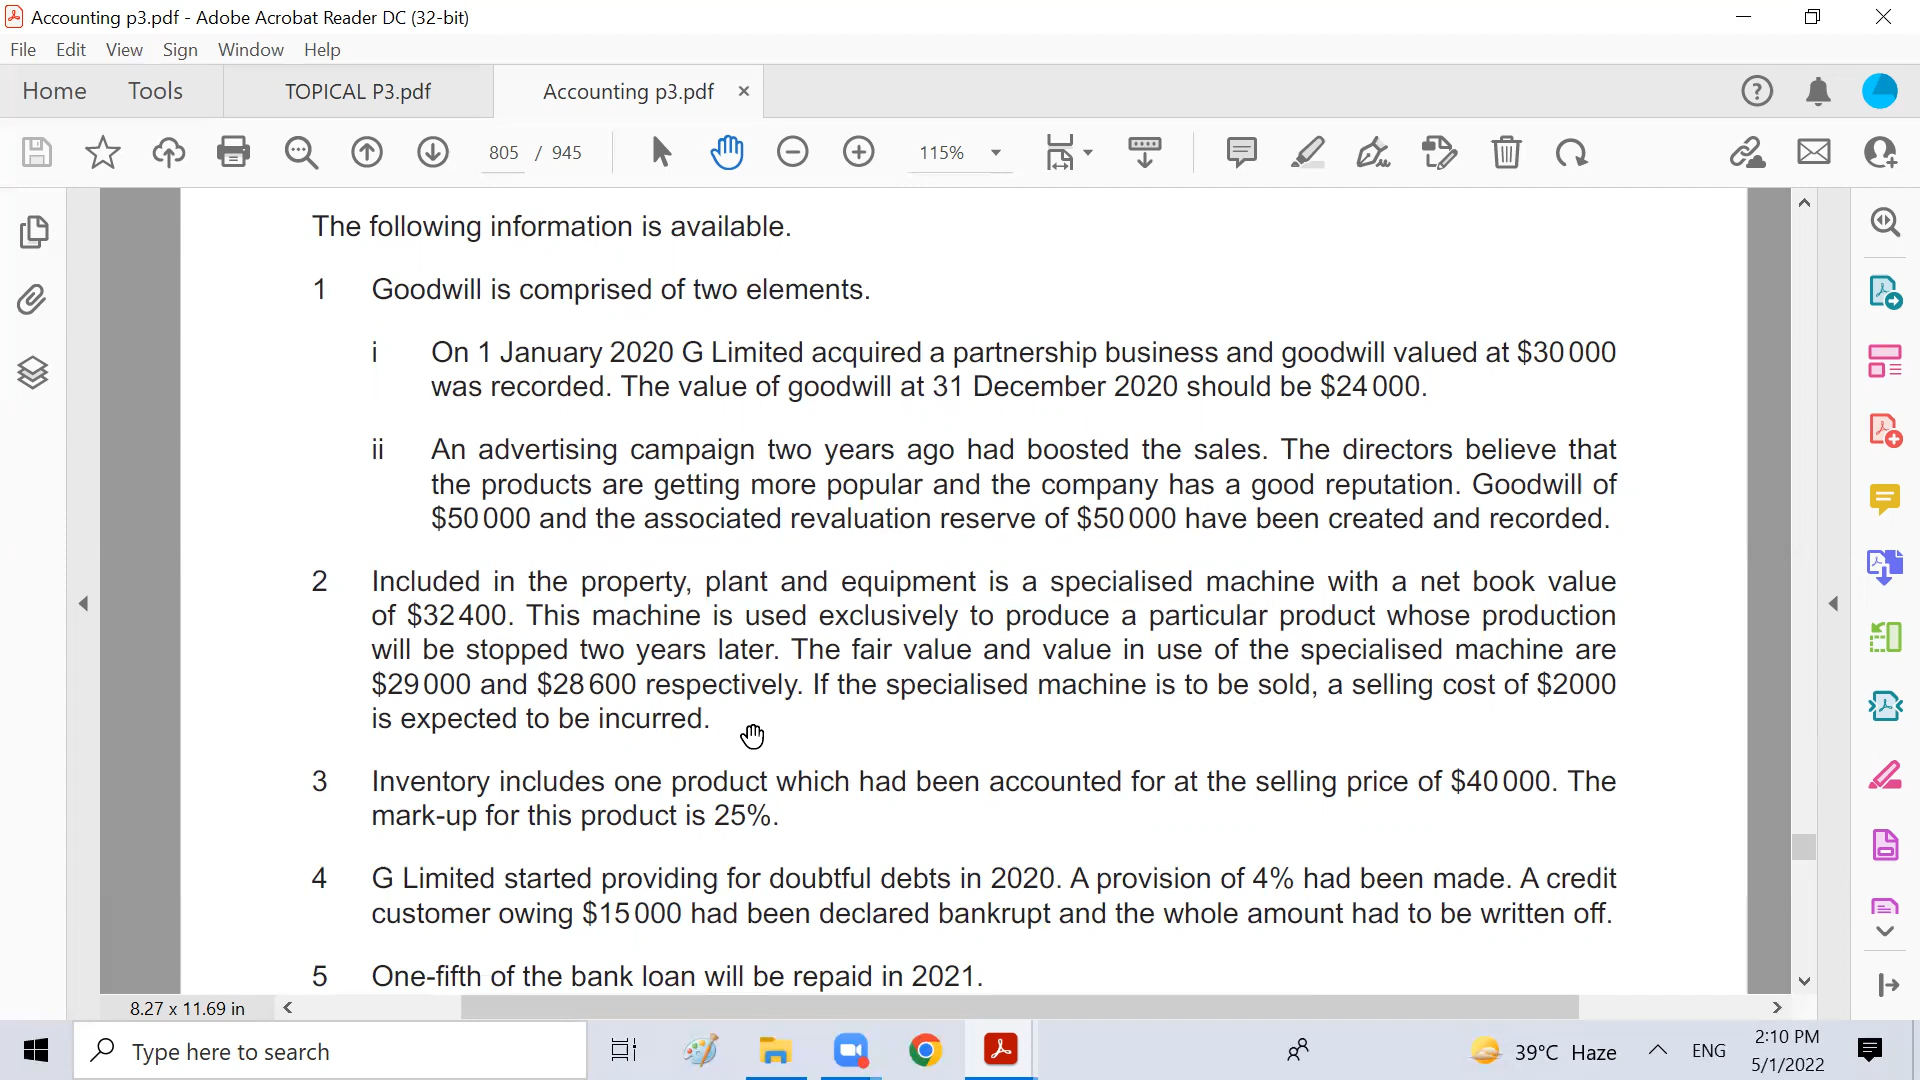 Accounting p3.pdf - Adobe Acrobat Reader DC (32-bit)
File Edit View Sign Window Help
Home Tools TOPICAL P3.pdf Accounting p3.pdf ×
805 / 945 115%
The following information is available.
1 Goodwill is comprised of two elements.
i On 1 January 2020 G Limited acquired a partnership business and goodwill valued at $30 000
was recorded. The value of goodwill at 31 December 2020 should be $24 000.
ii An advertising campaign two years ago had boosted the sales. The directors believe that
the products are getting more popular and the company has a good reputation. Goodwill of
$50 000 and the associated revaluation reserve of $50 000 have been created and recorded.
2 Included in the property, plant and equipment is a specialised machine with a net book value
of $32 400. This machine is used exclusively to produce a particular product whose production
will be stopped two years later. The fair value and value in use of the specialised machine are
$29 000 and $28 600 respectively. If the specialised machine is to be sold, a selling cost of $2000
is expected to be incurred.
3 Inventory includes one product which had been accounted for at the selling price of $40 000. The
mark-up for this product is 25%.
4 G Limited started providing for doubtful debts in 2020. A provision of 4% had been made. A credit
customer owing $15 000 had been declared bankrupt and the whole amount had to be written off.
5 One-fifth of the bank loan will be repaid in 2021.
8.27 x 11.69 in
Type here to search
39°C Haze
ENG
2:10 PM
5/1/2022